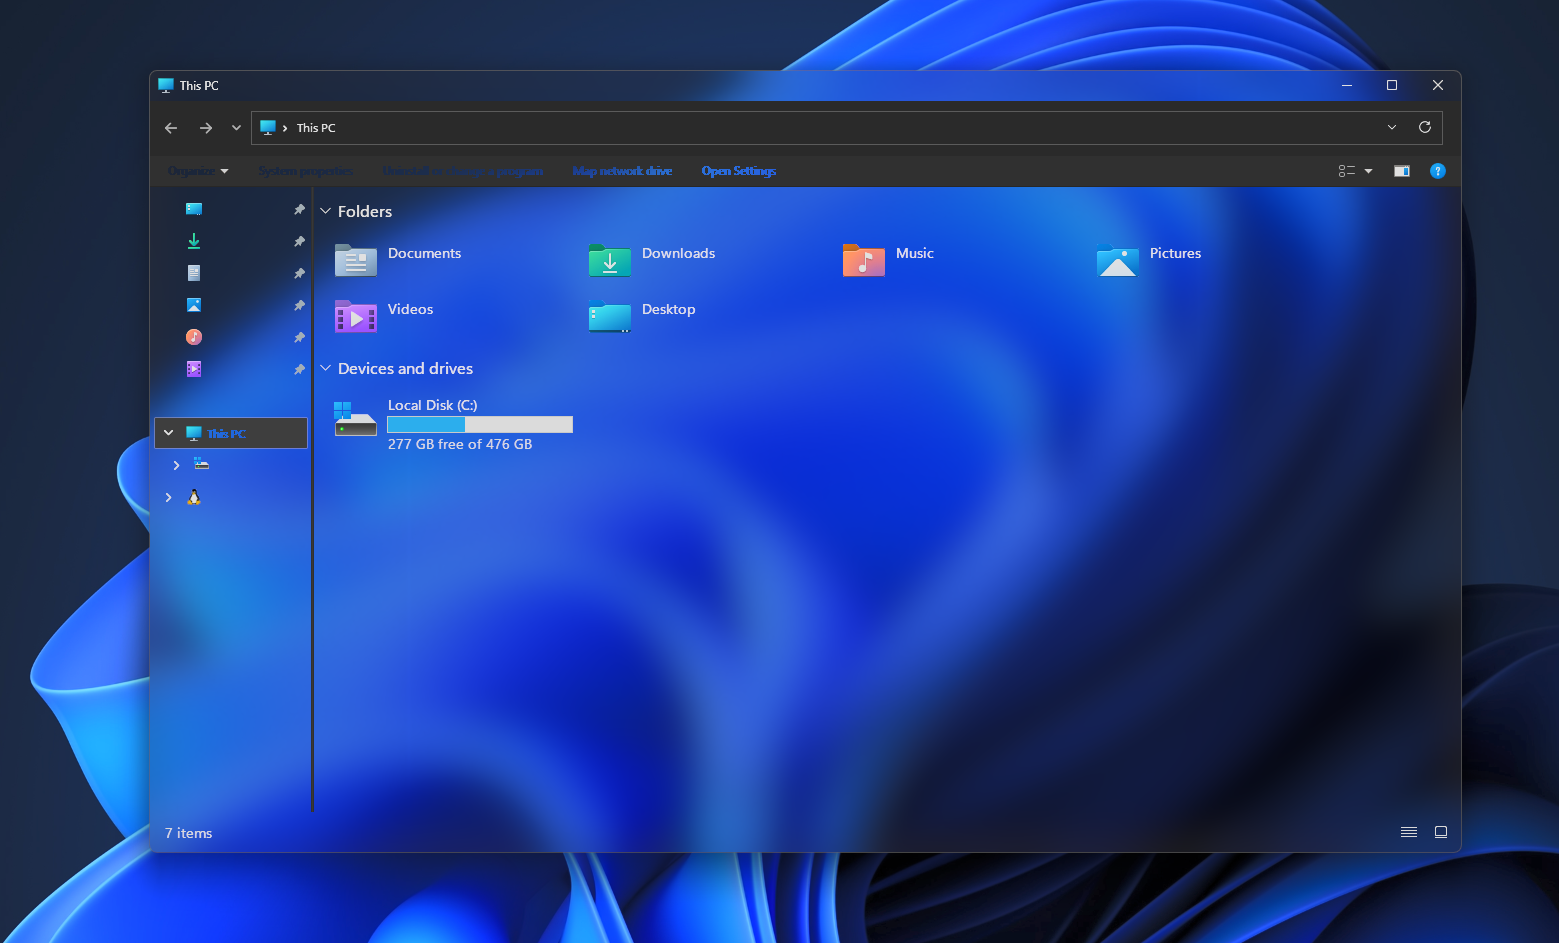 This PC
This PC
Organize System properties Uninstall or change a program Map network drive Open Settings
Folders
Documents Downloads Music Pictures
Videos Desktop
Devices and drives
Local Disk (C:)
277 GB free of 476 GB
This PC
7 items